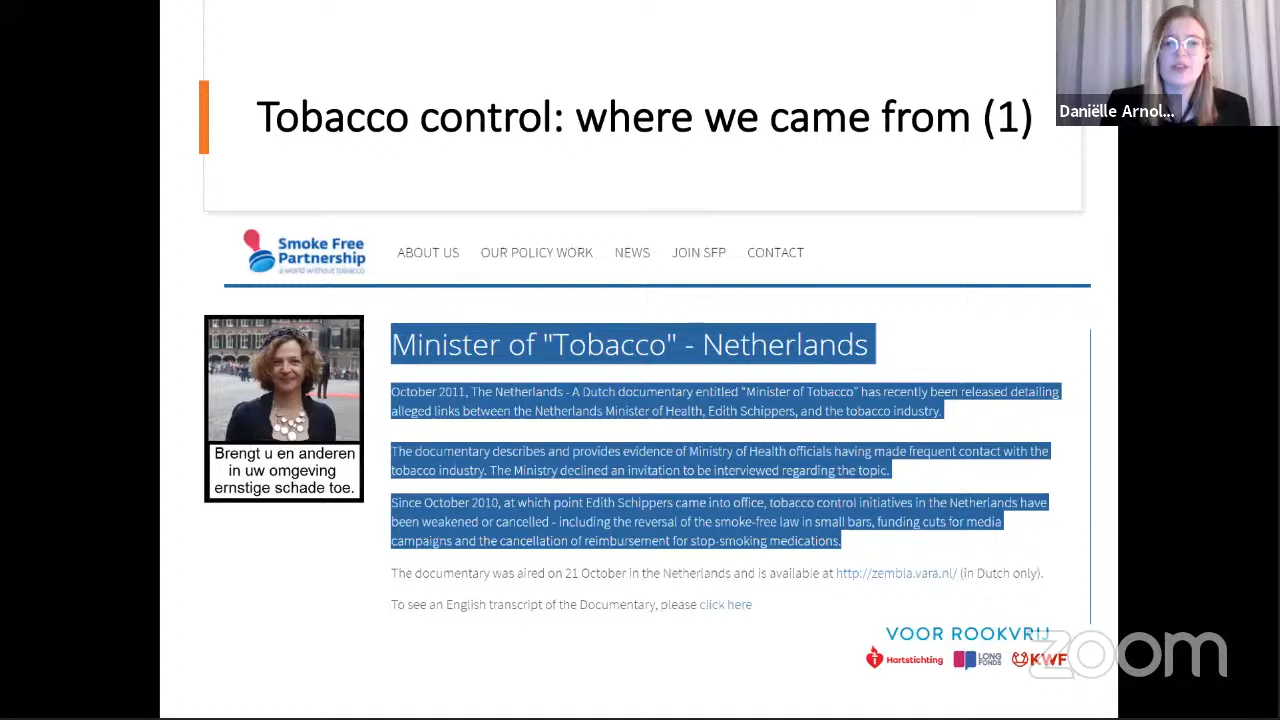 Tobacco control: where we came from (1)
Daniëlle Arnol...
Smoke Free
Partnership
a world without tobacco
ABOUT US OUR POLICY WORK NEWS JOIN SFP CONTACT
Brengt u en anderen
in uw omgeving
ernstige schade toe.
Minister of "Tobacco" - Netherlands
October 2011, The Netherlands - A Dutch documentary entitled "Minister of Tobacco" has recently been released detailing
alleged links between the Netherlands Minister of Health, Edith Schippers, and the tobacco industry.
The documentary describes and provides evidence of Ministry of Health officials having made frequent contact with the
tobacco industry. The Ministry declined an invitation to be interviewed regarding the topic.
Since October 2010, at which point Edith Schippers came into office, tobacco control initiatives in the Netherlands have
been weakened or cancelled - including the reversal of the smoke-free law in small bars, funding cuts for media
campaigns and the cancellation of reimbursement for stop-smoking medications.
The documentary was aired on 21 October in the Netherlands and is available at http://zembla.vara.nl/ (in Dutch only).
To see an English transcript of the Documentary, please click here
VOOR ROOKVRIJ
Hartstichting
LONG
FONDS
KWF
zoom